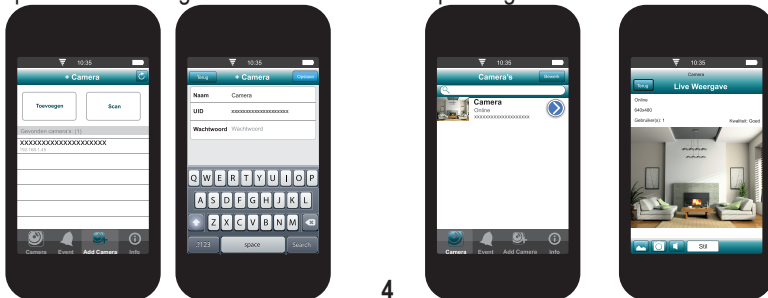 10:35
+ Camera
Toevoegen
Scan
Gevonden camera's: (1)
XXXXXXXXXXXXXXXXXXXX
Camera
Event
Add Camera
Info
10:35
Terug
+ Camera
Opslaan
Naam
Camera
UID
xxxxxxxxxxxxxxxxxxxx
Wachtwoord
Wachtwoord
Q W E R T Y U I O P
A S D F G H J K L
Z X C V B N M
.?123
space
Search
4
10:35
Camera's
Bewerk
Camera
Online
xxxxxxxxxxxxxxxxxxxx
Camera
Event
Add Camera
Info
10:35
Camera
Terug
Live Weergave
Online
640x480
Gebruiker(s): 1
Kwaliteit: Goed
Stil